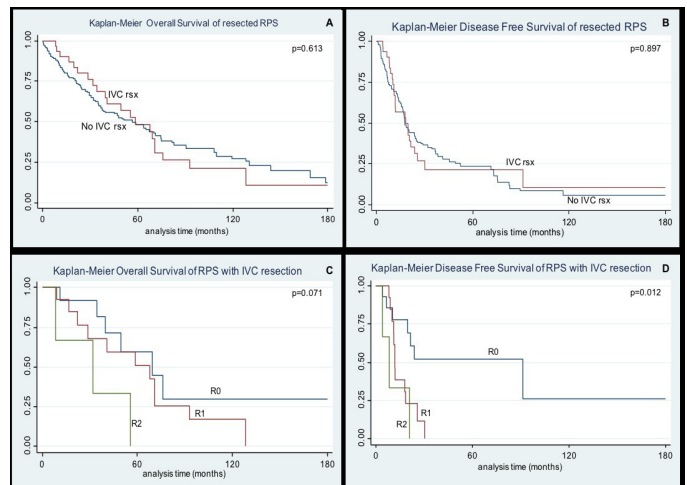 Kaplan-Meier Overall Survival of resected RPS
A
p=0.613
1.00
0.75
0.50
0.25
0.00
IVC rsx
No IVC rsx
0 60 120 180
analysis time (months)
Kaplan-Meier Disease Free Survival of resected RPS
B
p=0.897
1.00
0.75
0.50
0.25
0.00
IVC rsx
No IVC rsx
0 60 120 180
analysis time (months)
Kaplan-Meier Overall Survival of RPS with IVC resection
C
p=0.071
1.00
0.75
0.50
0.25
0.00
R0
R1
R2
0 60 120 180
analysis time (months)
Kaplan-Meier Disease Free Survival of RPS with IVC resection
D
p=0.012
1.00
0.75
0.50
0.25
0.00
R0
R1
R2
0 60 120 180
analysis time (months)